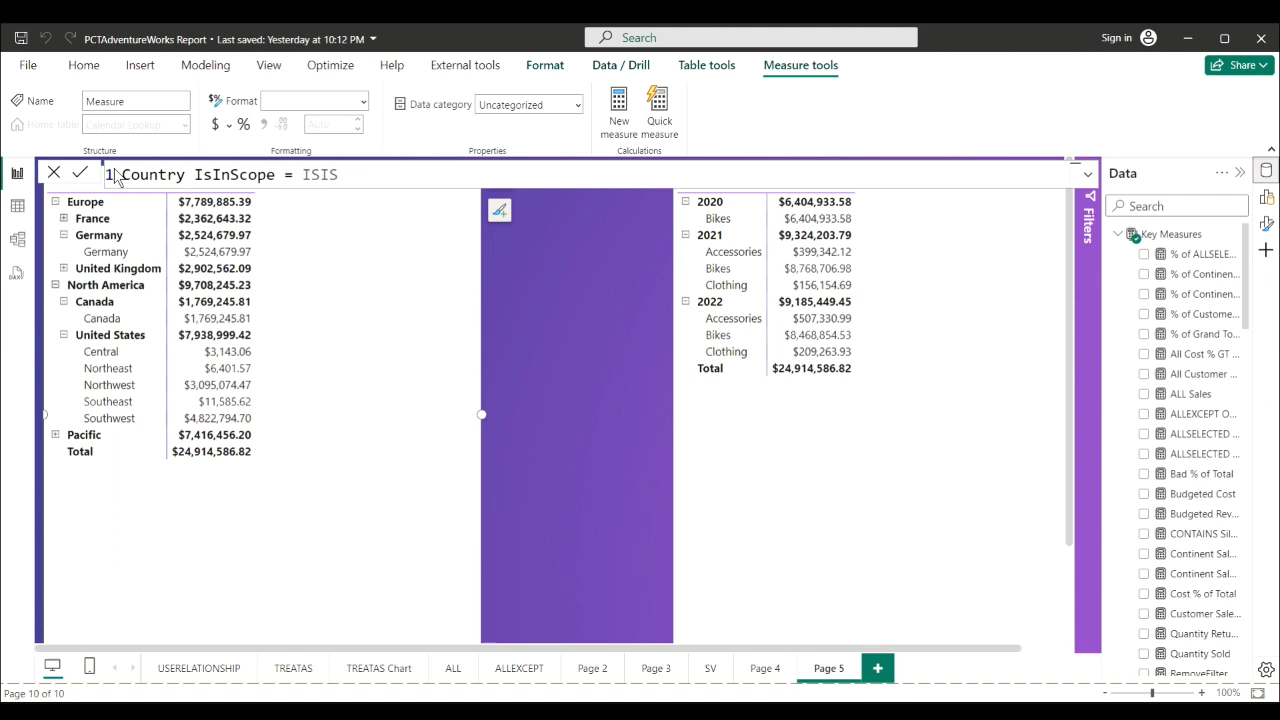 PCTAdventureWorks Report • Last saved: Yesterday at 10:12 PM
Search
Sign in
File Home Insert Modeling View Optimize Help External tools Format Data / Drill Table tools Measure tools
Share
Name Measure
Home table Calendar Lookup
Structure
$% Format
$ % , Auto
Formatting
Data category Uncategorized
Properties
New measure
Quick measure
Calculations
1 Country IsInScope = ISIS
Europe $7,789,885.39
France $2,362,643.32
Germany $2,524,679.97
Germany $2,524,679.97
United Kingdom $2,902,562.09
North America $9,708,245.23
Canada $1,769,245.81
Canada $1,769,245.81
United States $7,938,999.42
Central $3,143.06
Northeast $6,401.57
Northwest $3,095,074.47
Southeast $11,585.62
Southwest $4,822,794.70
Pacific $7,416,456.20
Total $24,914,586.82
2020 $6,404,933.58
Bikes $6,404,933.58
2021 $9,324,203.79
Accessories $399,342.12
Bikes $8,768,706.98
Clothing $156,154.69
2022 $9,185,449.45
Accessories $507,330.99
Bikes $8,468,854.53
Clothing $209,263.93
Total $24,914,586.82
Filters
Data
Search
Key Measures
% of ALLSELE...
% of Continen...
% of Continen...
% of Custome...
% of Grand To...
All Cost % GT ...
All Customer ...
ALL Sales
ALLEXCEPT O...
ALLSELECTED ...
ALLSELECTED ...
Bad % of Total
Budgeted Cost
Budgeted Rev...
CONTAINS Sil...
Continent Sal...
Continent Sal...
Cost % of Total
Customer Sale...
Quantity Retu...
Quantity Sold
RemoveFilter
USERELATIONSHIP TREATAS TREATAS Chart ALL ALLEXCEPT Page 2 Page 3 SV Page 4 Page 5
Page 10 of 10
- + 100%